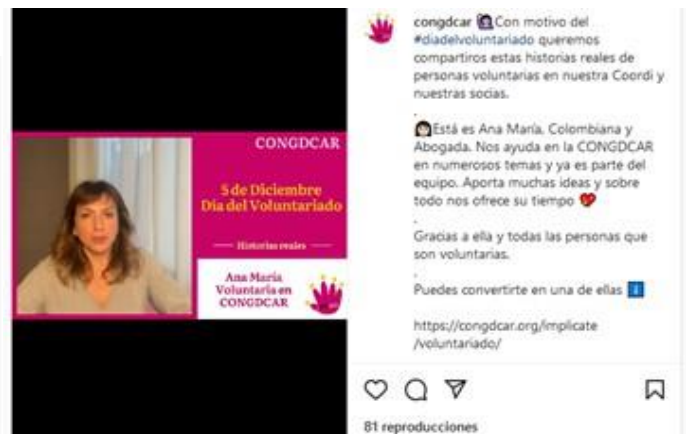 CONGDCAR
5 de Diciembre
Día del Voluntariado
Historias reales
Ana María
Voluntaria en
CONGDCAR
congdcar 🙋🏻‍♀️Con motivo del
#diadelvoluntariado queremos
compartiros estas historias reales de
personas voluntarias en nuestra Coordi y
nuestras socias.
.
👩🏻Está es Ana María. Colombiana y
Abogada. Nos ayuda en la CONGDCAR
en numerosos temas y ya es parte del
equipo. Aporta muchas ideas y sobre
todo nos ofrece su tiempo 💖
.
Gracias a ella y todas las personas que
son voluntarias.
.
Puedes convertirte en una de ellas ⬇️
https://congdcar.org/implicate
/voluntariado/
81 reproducciones